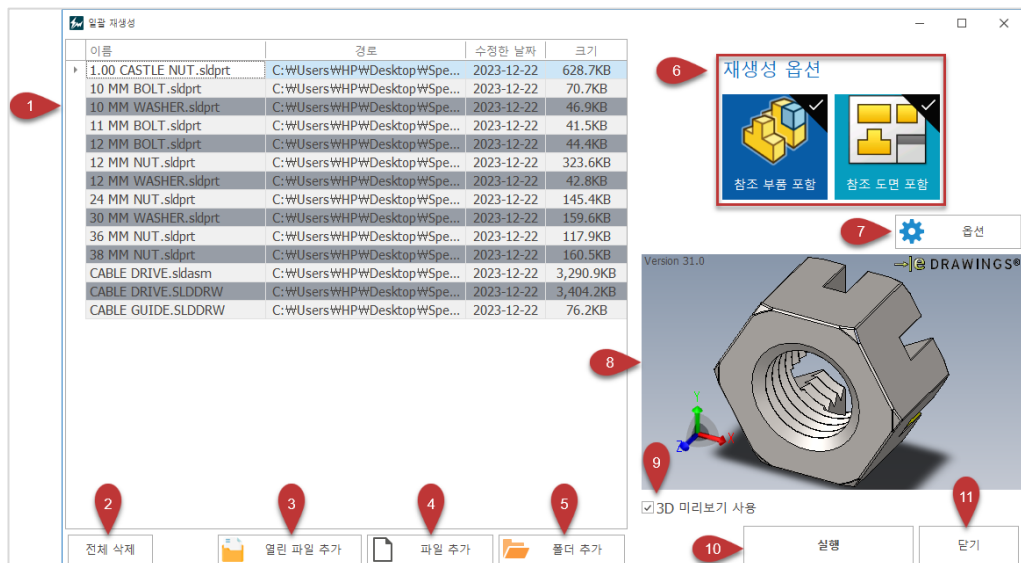 일괄 재생성
이름 경로 수정한 날짜 크기
1.00 CASTLE NUT.sldprt C:₩Users₩HP₩Desktop₩Spe... 2023-12-22 628.7KB
10 MM BOLT.sldprt C:₩Users₩HP₩Desktop₩Spe... 2023-12-22 70.7KB
10 MM WASHER.sldprt C:₩Users₩HP₩Desktop₩Spe... 2023-12-22 46.9KB
11 MM BOLT.sldprt C:₩Users₩HP₩Desktop₩Spe... 2023-12-22 41.5KB
12 MM BOLT.sldprt C:₩Users₩HP₩Desktop₩Spe... 2023-12-22 44.4KB
12 MM NUT.sldprt C:₩Users₩HP₩Desktop₩Spe... 2023-12-22 323.6KB
12 MM WASHER.sldprt C:₩Users₩HP₩Desktop₩Spe... 2023-12-22 42.8KB
24 MM NUT.sldprt C:₩Users₩HP₩Desktop₩Spe... 2023-12-22 145.4KB
30 MM WASHER.sldprt C:₩Users₩HP₩Desktop₩Spe... 2023-12-22 159.6KB
36 MM NUT.sldprt C:₩Users₩HP₩Desktop₩Spe... 2023-12-22 117.9KB
38 MM NUT.sldprt C:₩Users₩HP₩Desktop₩Spe... 2023-12-22 160.5KB
CABLE DRIVE.sldasm C:₩Users₩HP₩Desktop₩Spe... 2023-12-22 3,290.9KB
CABLE DRIVE.SLDDRW C:₩Users₩HP₩Desktop₩Spe... 2023-12-22 3,404.2KB
CABLE GUIDE.SLDDRW C:₩Users₩HP₩Desktop₩Spe... 2023-12-22 76.2KB
1
6
재생성 옵션
참조 부품 포함 참조 도면 포함
7
옵션
Version 31.0 eDRAWINGS®
8
Y
X
Z
9
3D 미리보기 사용
2 3 4 5 11
전체 삭제 열린 파일 추가 파일 추가 폴더 추가
10 실행 닫기